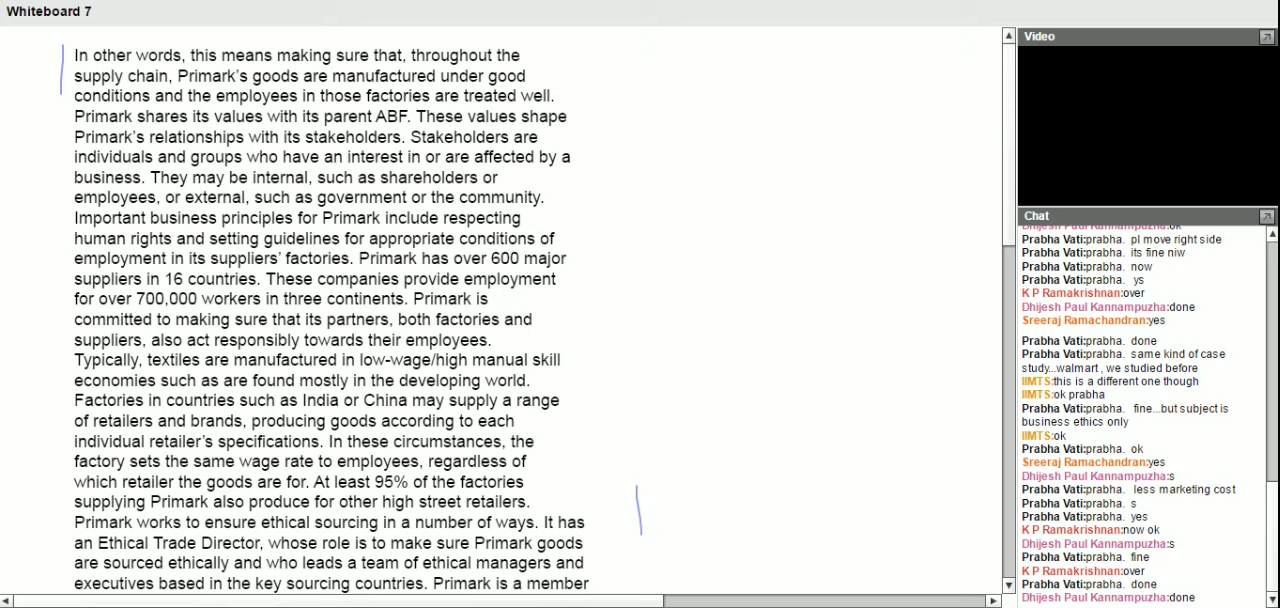 Whiteboard 7
In other words, this means making sure that, throughout the
supply chain, Primark's goods are manufactured under good
conditions and the employees in those factories are treated well.
Primark shares its values with its parent ABF. These values shape
Primark's relationships with its stakeholders. Stakeholders are
individuals and groups who have an interest in or are affected by a
business. They may be internal, such as shareholders or
employees, or external, such as government or the community.
Important business principles for Primark include respecting
human rights and setting guidelines for appropriate conditions of
employment in its suppliers' factories. Primark has over 600 major
suppliers in 16 countries. These companies provide employment
for over 700,000 workers in three continents. Primark is
committed to making sure that its partners, both factories and
suppliers, also act responsibly towards their employees.
Typically, textiles are manufactured in low-wage/high manual skill
economies such as are found mostly in the developing world.
Factories in countries such as India or China may supply a range
of retailers and brands, producing goods according to each
individual retailer's specifications. In these circumstances, the
factory sets the same wage rate to employees, regardless of
which retailer the goods are for. At least 95% of the factories
supplying Primark also produce for other high street retailers.
Primark works to ensure ethical sourcing in a number of ways. It has
an Ethical Trade Director, whose role is to make sure Primark goods
are sourced ethically and who leads a team of ethical managers and
executives based in the key sourcing countries. Primark is a member
Video
Chat
Dhijesh Paul Kannampuzha:ok
Prabha Vati:prabha. pl move right side
Prabha Vati:prabha. its fine niw
Prabha Vati:prabha. now
Prabha Vati:prabha. ys
K P Ramakrishnan:over
Dhijesh Paul Kannampuzha:done
Sreeraj Ramachandran:yes
Prabha Vati:prabha. done
Prabha Vati:prabha. same kind of case
study...walmart , we studied before
IIMTS:this is a different one though
IIMTS:ok prabha
Prabha Vati:prabha. fine...but subject is
business ethics only
IIMTS:ok
Prabha Vati:prabha. ok
Sreeraj Ramachandran:yes
Dhijesh Paul Kannampuzha:s
Prabha Vati:prabha. less marketing cost
Prabha Vati:prabha. s
Prabha Vati:prabha. yes
K P Ramakrishnan:now ok
Dhijesh Paul Kannampuzha:s
Prabha Vati:prabha. fine
K P Ramakrishnan:over
Prabha Vati:prabha. done
Dhijesh Paul Kannampuzha:done